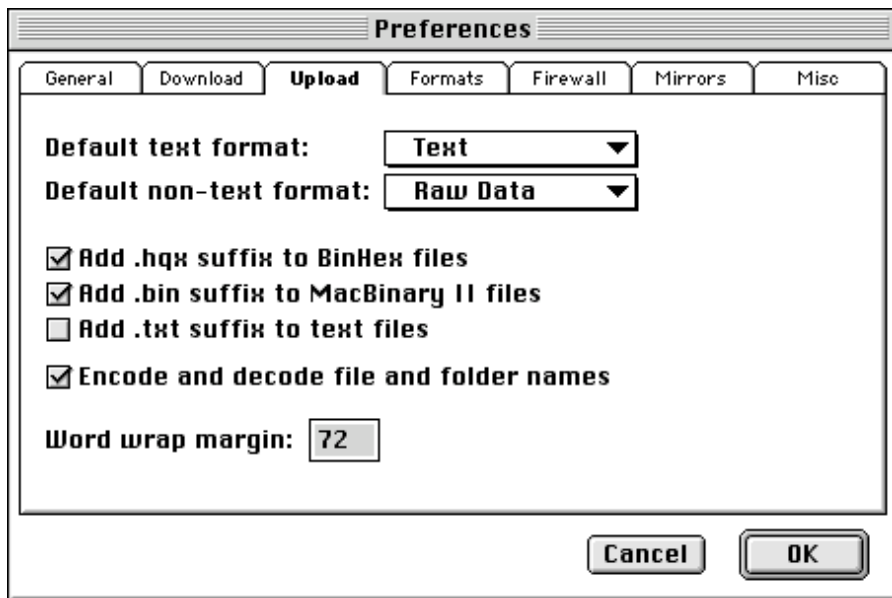 Preferences
General Download Upload Formats Firewall Mirrors Misc
Default text format: Text
Default non-text format: Raw Data
Add .hqx suffix to BinHex files
Add .bin suffix to MacBinary II files
Add .txt suffix to text files
Encode and decode file and folder names
Word wrap margin: 72
Cancel OK